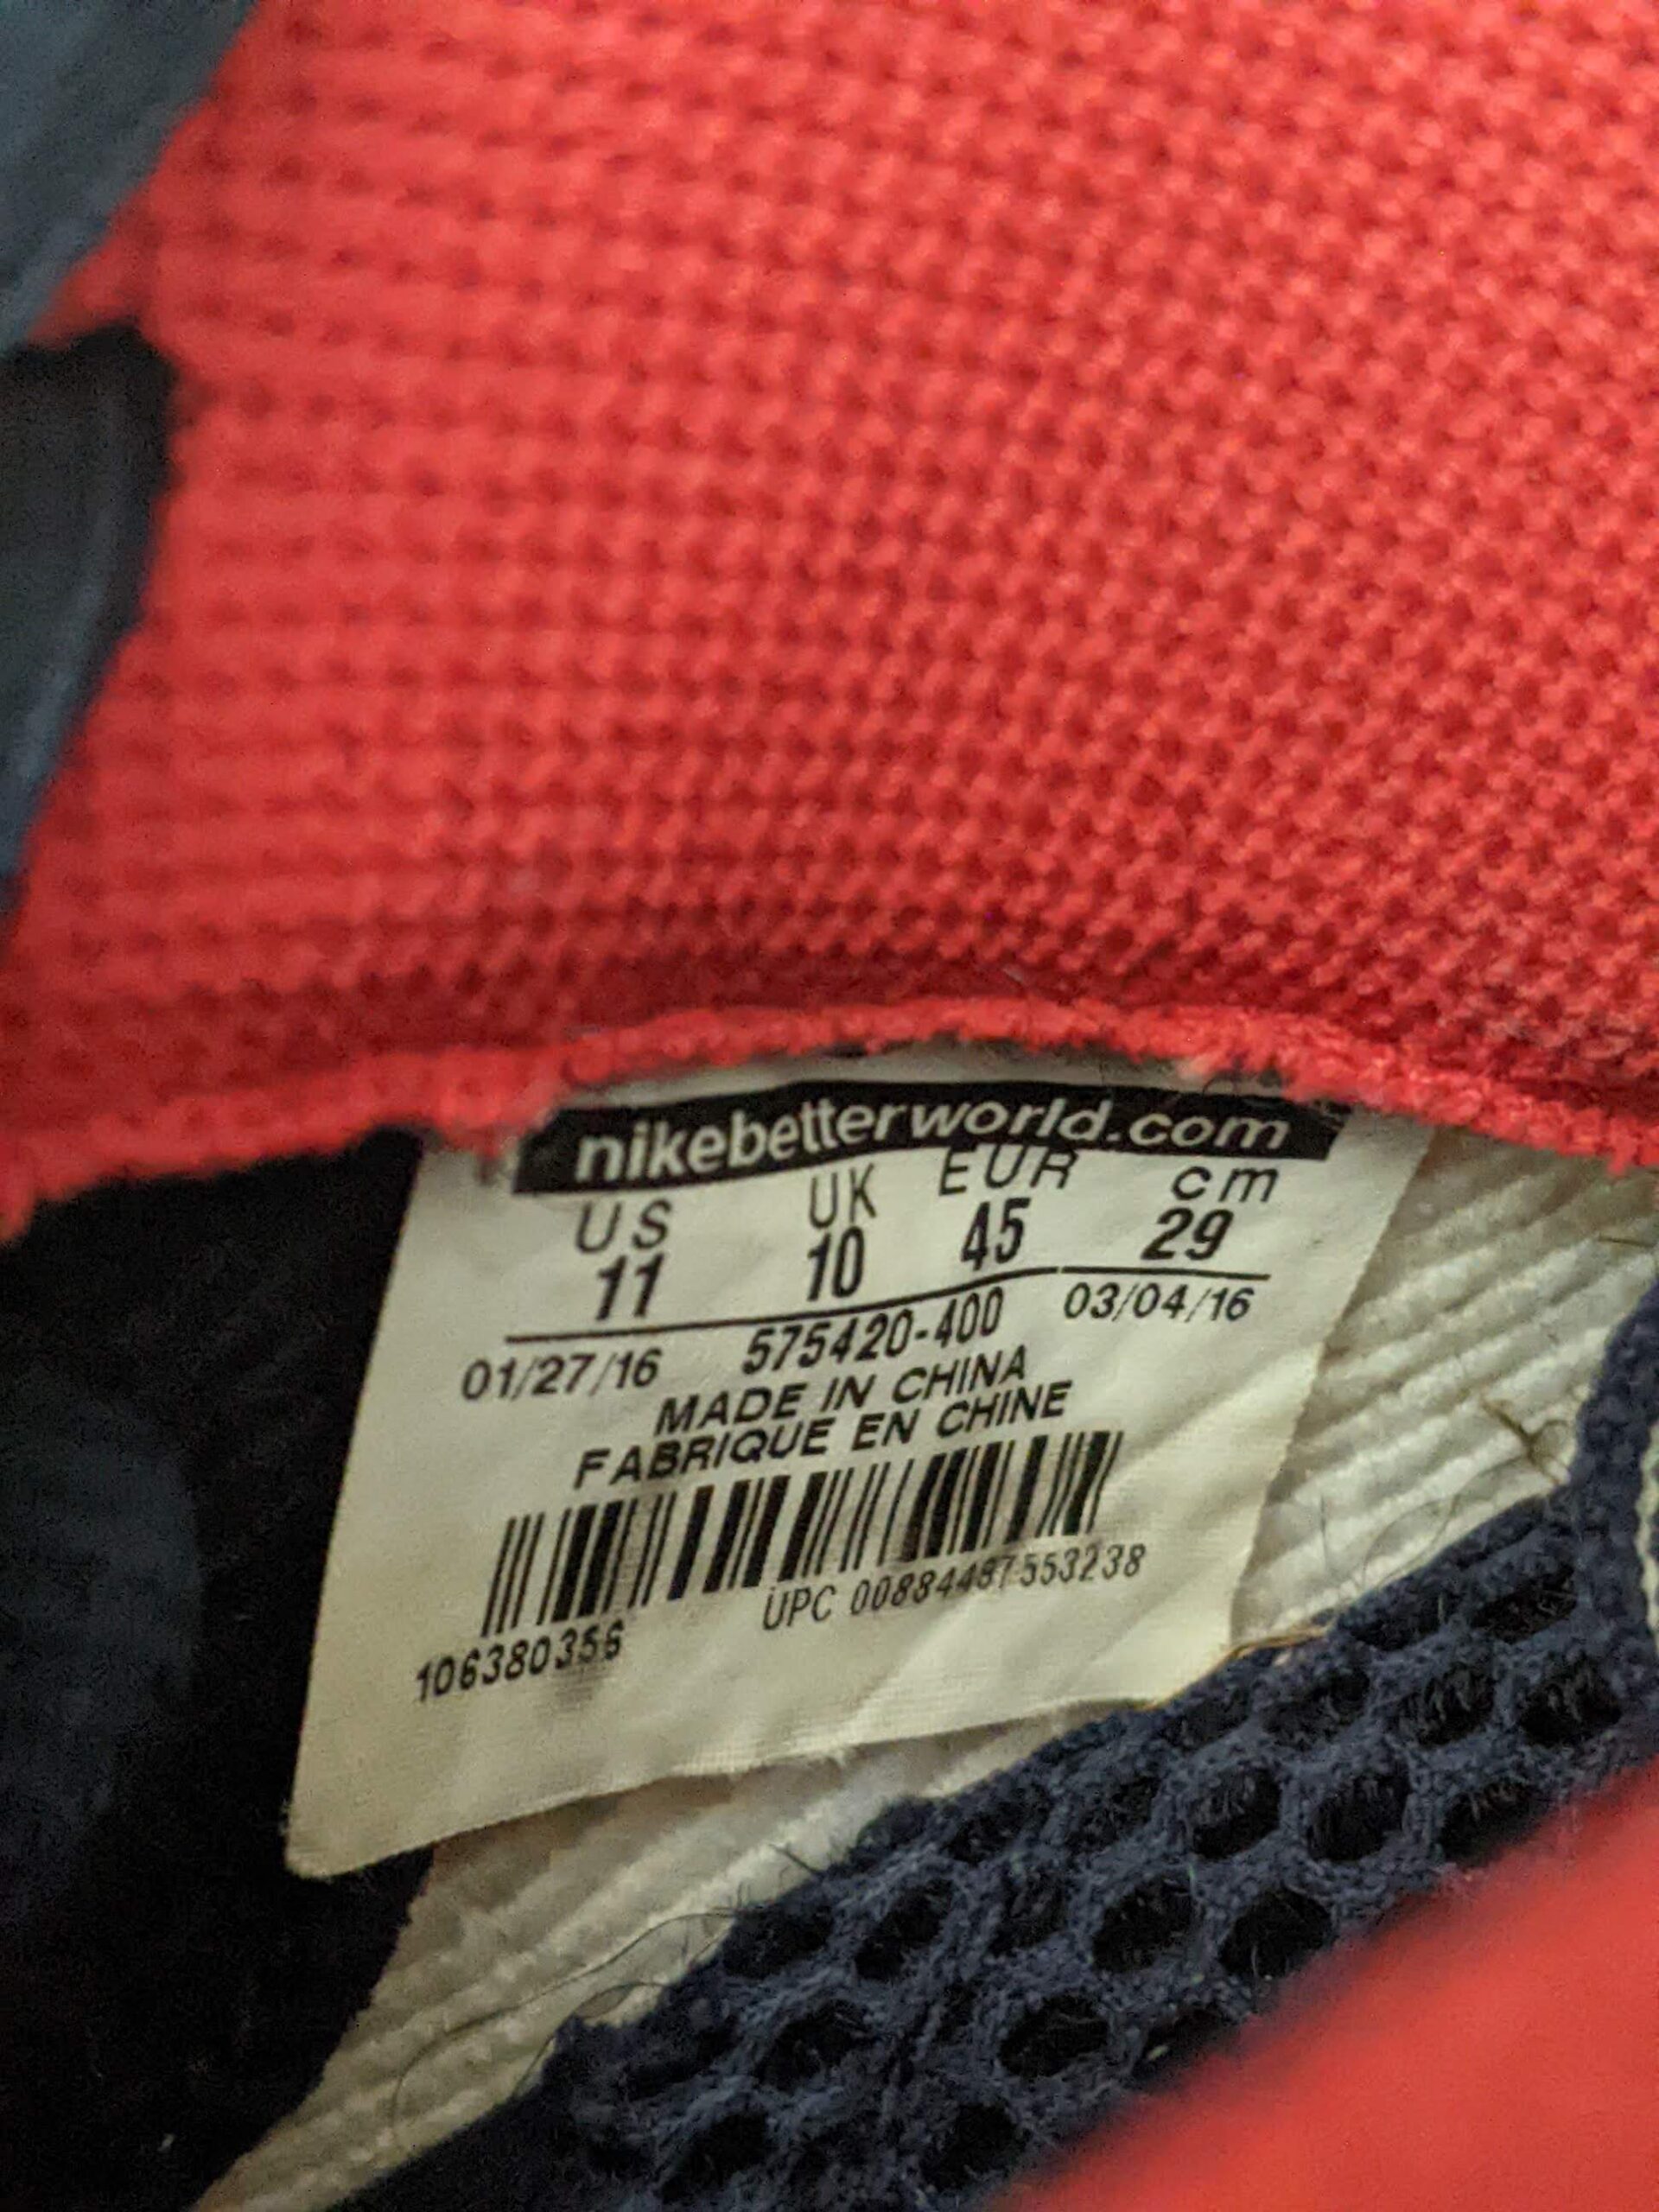 nikebetterworld.com
US UK EUR cm
11 10 45 29
01/27/16 575420-400 03/04/16
MADE IN CHINA
FABRIQUE EN CHINE
106380356 UPC 00884497553238